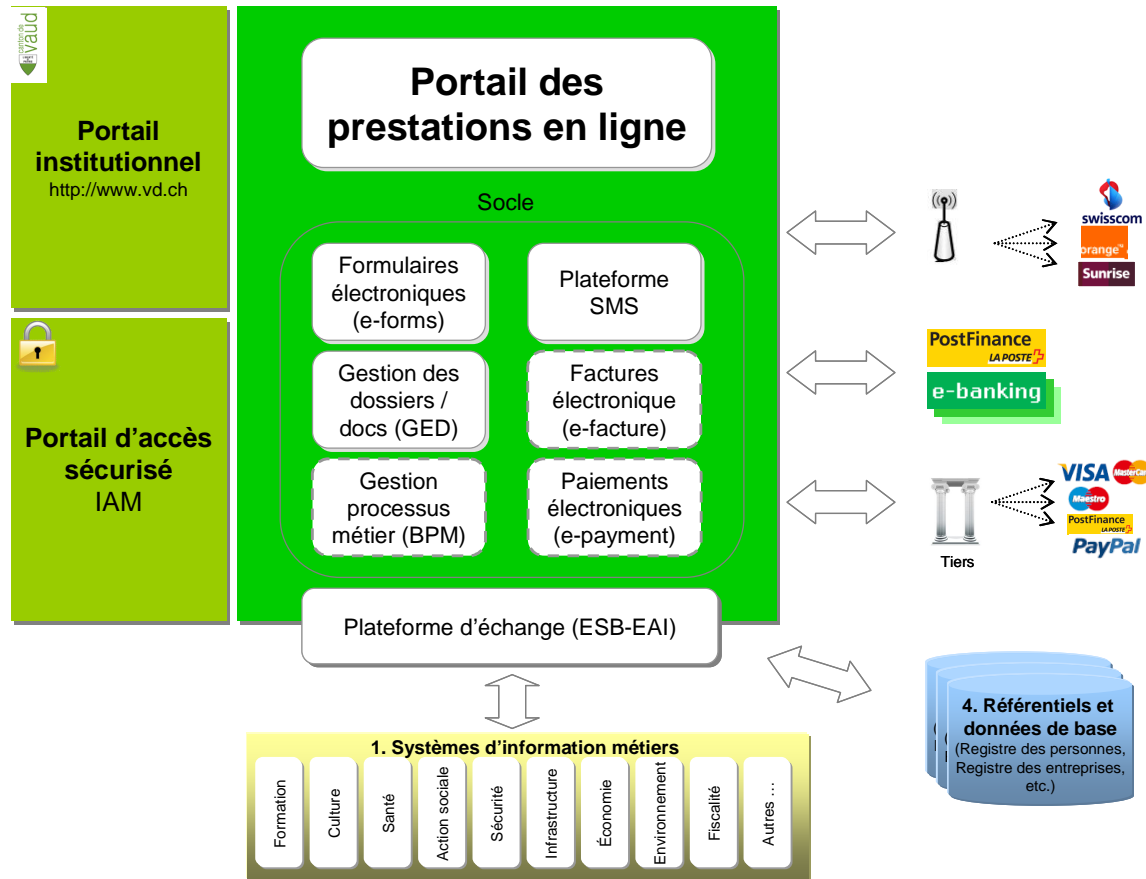 canton de
vaud
Portail
institutionnel
http://www.vd.ch
Portail d'accès
sécurisé
IAM
Portail des
prestations en ligne
Socle
Formulaires
électroniques
(e-forms)
Plateforme
SMS
Gestion des
dossiers /
docs (GED)
Factures
électronique
(e-facture)
Gestion
processus
métier (BPM)
Paiements
électroniques
(e-payment)
Plateforme d'échange (ESB-EAI)
swisscom
orange™
Sunrise
PostFinance
LA POSTE
e-banking
Tiers
VISA
MasterCard
Maestro
PostFinance
LA POSTE
PayPal
4. Référentiels et
données de base
(Registre des personnes,
Registre des entreprises,
etc.)
1. Systèmes d'information métiers
Formation
Culture
Santé
Action sociale
Sécurité
Infrastructure
Économie
Environnement
Fiscalité
Autres …